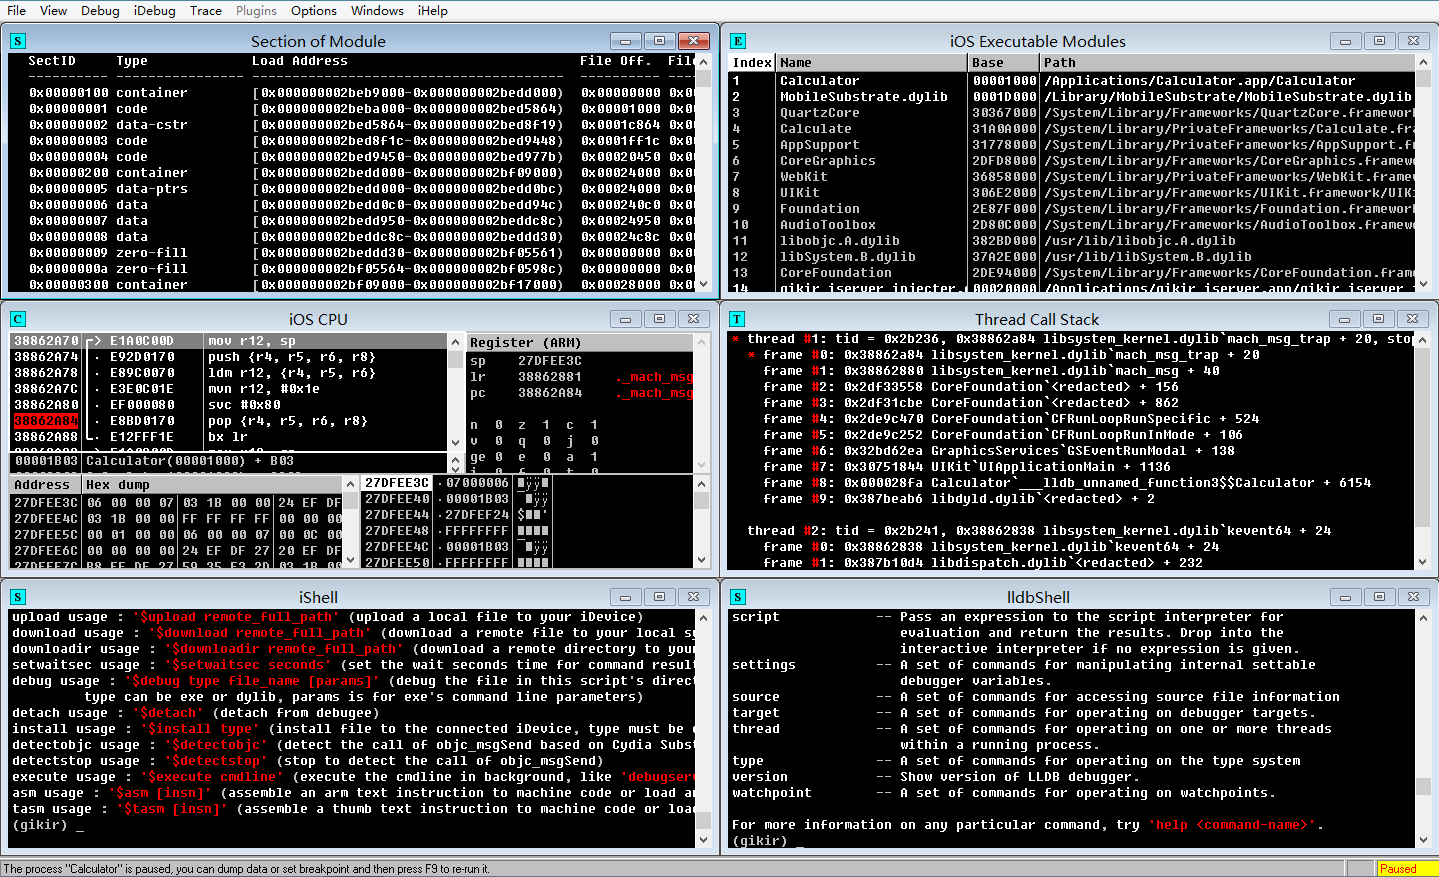 File View Debug iDebug Trace Plugins Options Windows iHelp
S Section of Module
SectID Type Load Address File Off. File
0x00000100 container [0x000000002beb9000-0x000000002bedd000) 0x00000000 0x0
0x00000001 code [0x000000002beba000-0x000000002bed5864) 0x00001000 0x0
0x00000002 data-cstr [0x000000002bed5864-0x000000002bed8f19) 0x0001c864 0x0
0x00000003 code [0x000000002bed8f1c-0x000000002bed9448) 0x0001ff1c 0x0
0x00000004 code [0x000000002bed9450-0x000000002bed977b) 0x00020450 0x0
0x00000200 container [0x000000002bedd000-0x000000002bf09000) 0x00024000 0x0
0x00000005 data-ptrs [0x000000002bedd000-0x000000002bedd0bc) 0x00024000 0x0
0x00000006 data [0x000000002bedd0c0-0x000000002bedd94c) 0x000240c0 0x0
0x00000007 data [0x000000002bedd950-0x000000002beddc8c) 0x00024950 0x0
0x00000008 data [0x000000002beddc8c-0x000000002beddd30) 0x00024c8c 0x0
0x00000009 zero-fill [0x000000002beddd30-0x000000002bf05561) 0x00000000 0x0
0x0000000a zero-fill [0x000000002bf05564-0x000000002bf0598c) 0x00000000 0x0
0x00000300 container [0x000000002bf09000-0x000000002bf17000) 0x00028000 0x0
E iOS Executable Modules
Index Name Base Path
1 Calculator 00001000 /Applications/Calculator.app/Calculator
2 MobileSubstrate.dylib 0001D000 /Library/MobileSubstrate/MobileSubstrate.dylib
3 QuartzCore 30367000 /System/Library/Frameworks/QuartzCore.framework
4 Calculate 31A0A000 /System/Library/PrivateFrameworks/Calculate.fra
5 AppSupport 31778000 /System/Library/PrivateFrameworks/AppSupport.fr
6 CoreGraphics 2DFD8000 /System/Library/Frameworks/CoreGraphics.framew
7 WebKit 36858000 /System/Library/PrivateFrameworks/WebKit.framew
8 UIKit 306E2000 /System/Library/Frameworks/UIKit.framework/UIKi
9 Foundation 2E87F000 /System/Library/Frameworks/Foundation.framewor
10 AudioToolbox 2D80C000 /System/Library/Frameworks/AudioToolbox.framew
11 libobjc.A.dylib 382BD000 /usr/lib/libobjc.A.dylib
12 libSystem.B.dylib 37A2E000 /usr/lib/libSystem.B.dylib
13 CoreFoundation 2DE94000 /System/Library/Frameworks/CoreFoundation.fram
14 gikir_iserver_injecter. 00020000 /Applications/gikir_iserver.app/gikir_iserver_i
C iOS CPU
38862A70 > E1A0C00D mov r12, sp
38862A74 . E92D0170 push {r4, r5, r6, r8}
38862A78 . E89C0070 ldm r12, {r4, r5, r6}
38862A7C . E3E0C01E mvn r12, #0x1e
38862A80 . EF000080 svc #0x80
38862A84 . E8BD0170 pop {r4, r5, r6, r8}
38862A88 . E12FFF1E bx lr
00001B03 Calculator(00001000) + B03
Register (ARM)
sp 27DFEE3C
lr 38862881 ._mach_msg
pc 38862A84 ._mach_msg
n 0 z 1 c 1
v 0 q 0 j 0
ge 0 e 0 a 1
i 0 f 0 t 0
Address Hex dump
27DFEE3C 06 00 00 07 03 1B 00 00 24 EF DF
27DFEE4C 03 1B 00 00 FF FF FF FF 00 00 00
27DFEE5C 00 01 00 00 06 00 00 07 00 0C 00
27DFEE6C 00 00 00 00 24 EF DF 27 20 EF DF
27DFEE7C B8 EE DF 27 59 35 F3 2D 03 1B 00
27DFEE3C .07000006
27DFEE40 .00001B03
27DFEE44 .27DFEF24
27DFEE48 .FFFFFFFF
27DFEE4C .00001B03
27DFEE50 .FFFFFFFF
T Thread Call Stack
* thread #1: tid = 0x2b236, 0x38862a84 libsystem_kernel.dylib`mach_msg_trap + 20, stop
* frame #0: 0x38862a84 libsystem_kernel.dylib`mach_msg_trap + 20
frame #1: 0x38862880 libsystem_kernel.dylib`mach_msg + 40
frame #2: 0x2df33558 CoreFoundation`<redacted> + 156
frame #3: 0x2df31cbe CoreFoundation`<redacted> + 862
frame #4: 0x2de9c470 CoreFoundation`CFRunLoopRunSpecific + 524
frame #5: 0x2de9c252 CoreFoundation`CFRunLoopRunInMode + 106
frame #6: 0x32bd62ea GraphicsServices`GSEventRunModal + 138
frame #7: 0x30751844 UIKit`UIApplicationMain + 1136
frame #8: 0x000028fa Calculator`___lldb_unnamed_function3$$Calculator + 6154
frame #9: 0x387beab6 libdyld.dylib`<redacted> + 2
thread #2: tid = 0x2b241, 0x38862838 libsystem_kernel.dylib`kevent64 + 24
frame #0: 0x38862838 libsystem_kernel.dylib`kevent64 + 24
frame #1: 0x387b10d4 libdispatch.dylib`<redacted> + 232
S iShell
upload usage : '$upload remote_full_path' (upload a local file to your iDevice)
download usage : '$download remote_full_path' (download a remote file to your local sy
downloadir usage : '$downloadir remote_full_path' (download a remote directory to your
setwaitsec usage : '$setwaitsec seconds' (set the wait seconds time for command result
debug usage : '$debug type file_name [params]' (debug the file in this script's direct
type can be exe or dylib, params is for exe's command line parameters)
detach usage : '$detach' (detach from debugee)
install usage : '$install type' (install file to the connected iDevice, type must be d
detectobjc usage : '$detectobjc' (detect the call of objc_msgSend based on Cydia Subst
detectstop usage : '$detectstop' (stop to detect the call of objc_msgSend)
execute usage : '$execute cmdline' (execute the cmdline in background, like 'debugserv
asm usage : '$asm [insn]' (assemble an arm text instruction to machine code or load an
tasm usage : '$tasm [insn]' (assemble a thumb text instruction to machine code or load
(gikir) _
S lldbShell
script -- Pass an expression to the script interpreter for
evaluation and return the results. Drop into the
interactive interpreter if no expression is given.
settings -- A set of commands for manipulating internal settable
debugger variables.
source -- A set of commands for accessing source file information
target -- A set of commands for operating on debugger targets.
thread -- A set of commands for operating on one or more threads
within a running process.
type -- A set of commands for operating on the type system
version -- Show version of LLDB debugger.
watchpoint -- A set of commands for operating on watchpoints.
For more information on any particular command, try 'help <command-name>'.
(gikir) _
The process "Calculator" is paused, you can dump data or set breakpoint and then press F9 to re-run it.
Paused